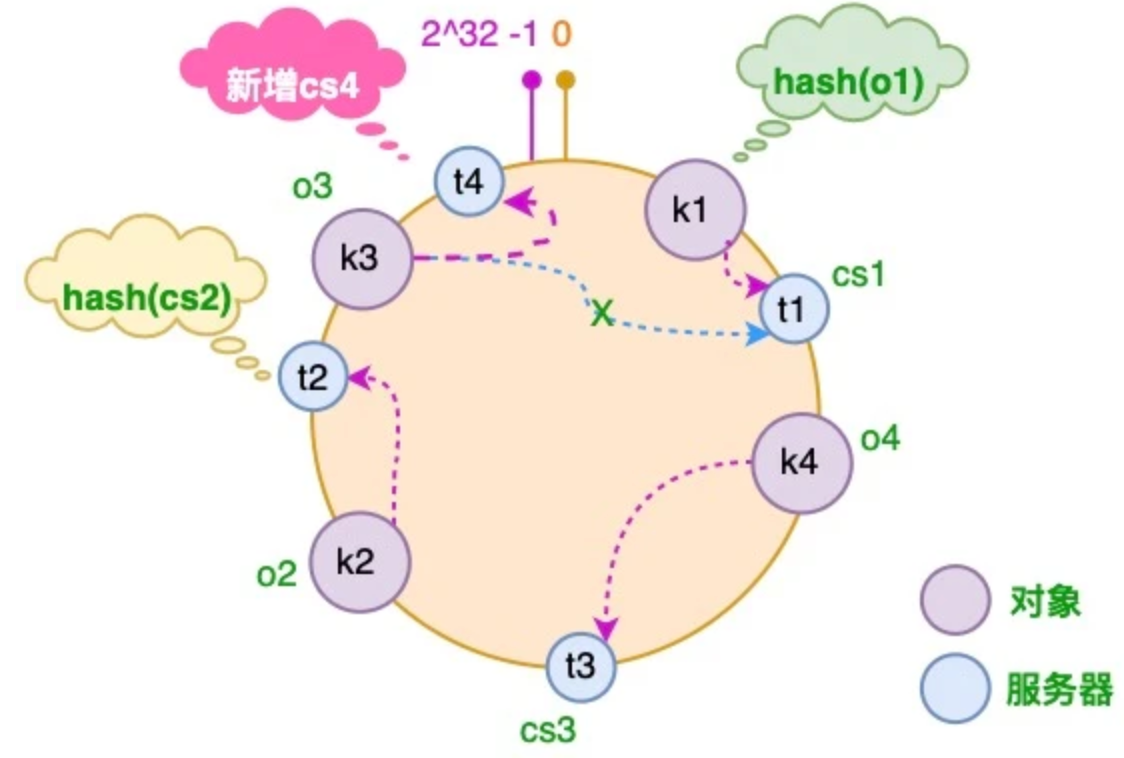 2^32 -1 0
新增cs4
hash(o1)
t4
o3
k1
k3
cs1
hash(cs2)
t1
X
t2
o4
k4
k2
o2
对象
t3
服务器
cs3